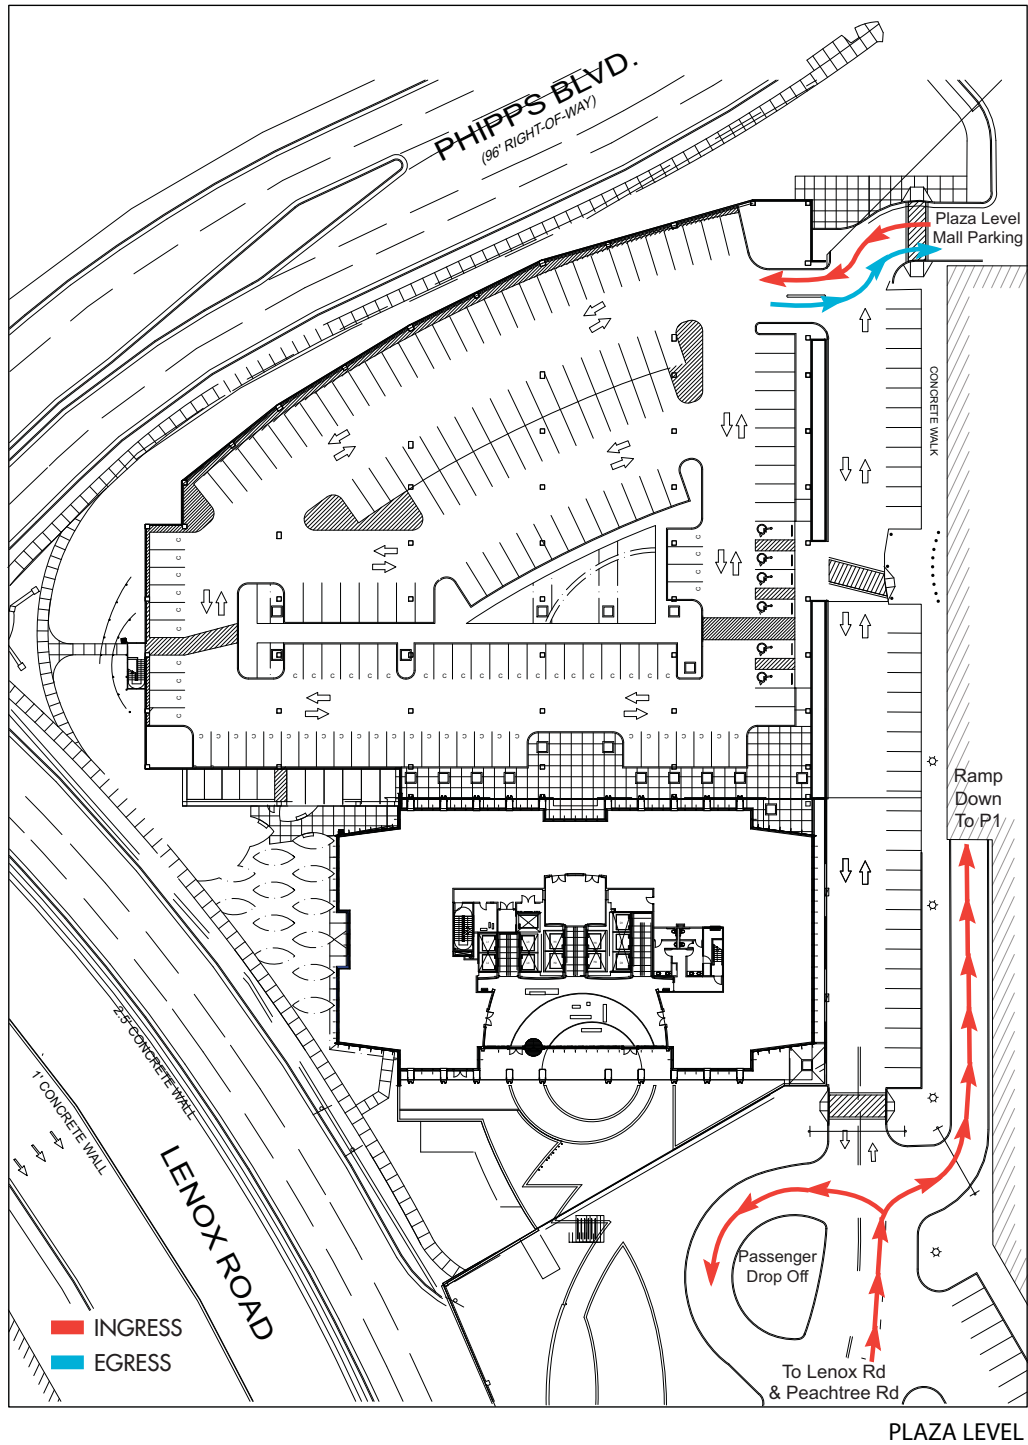 PHIPPS BLVD.
(96' RIGHT-OF-WAY)
Plaza Level
Mall Parking
CONCRETE WALK
Ramp
Down
To P1
2.5' CONCRETE WALL
1' CONCRETE WALL
LENOX ROAD
Passenger
Drop Off
INGRESS
EGRESS
To Lenox Rd
& Peachtree Rd
PLAZA LEVEL